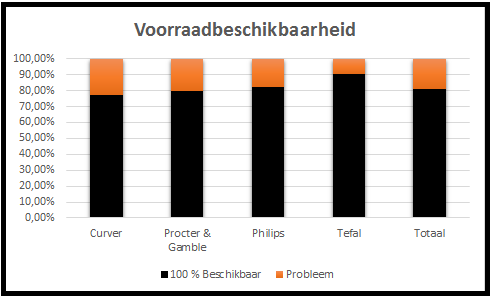 Voorraadbeschikbaarheid
100,00%
90,00%
80,00%
70,00%
60,00%
50,00%
40,00%
30,00%
20,00%
10,00%
0,00%
Curver
Procter &
Gamble
Philips
Tefal
Totaal
100 % Beschikbaar
Probleem